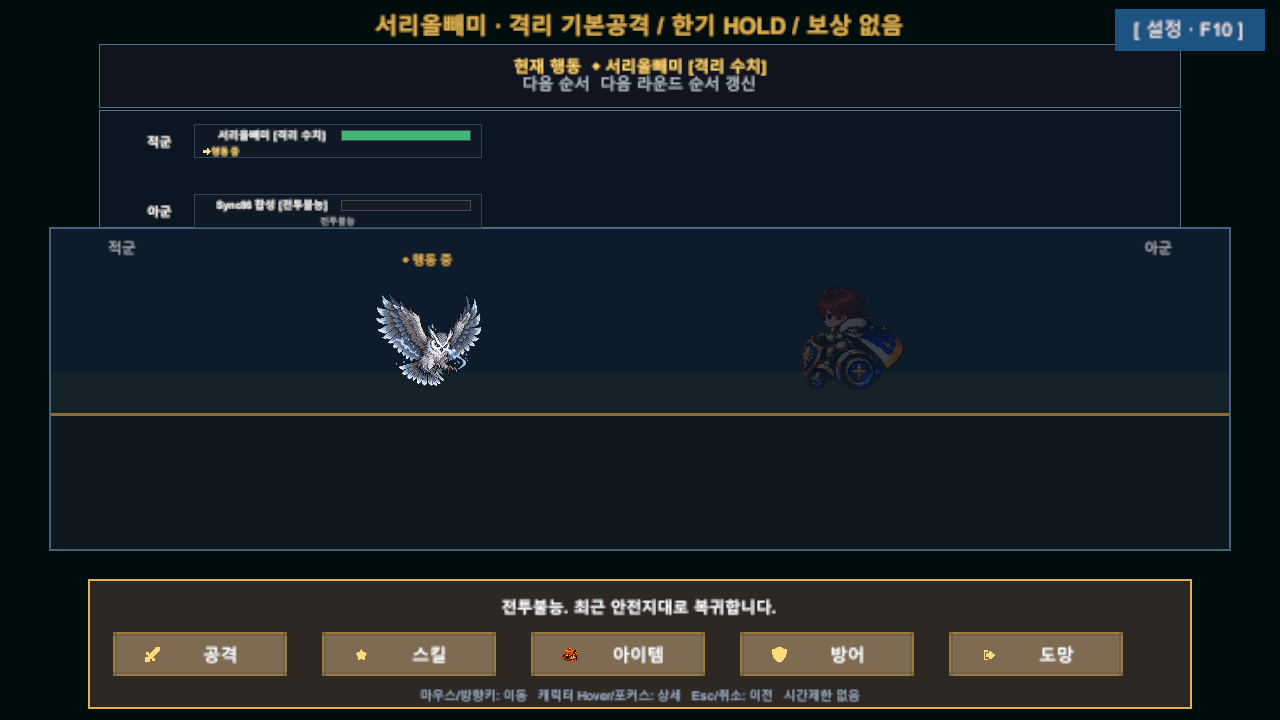 서리올빼미 · 격리 기본공격 / 한기 HOLD / 보상 없음
[ 설정 · F10 ]
현재 행동 ◆ 서리올빼미 [격리 수치]
다음 순서 다음 라운드 순서 갱신
적군
서리올빼미 [격리 수치]
➔행동 중
아군
Sync86 합성 [전투불능]
전투불능
적군
아군
◆ 행동 중
전투불능. 최근 안전지대로 복귀합니다.
공격
스킬
아이템
방어
도망
마우스/방향키: 이동 캐릭터 Hover/포커스: 상세 Esc/취소: 이전 시간제한 없음